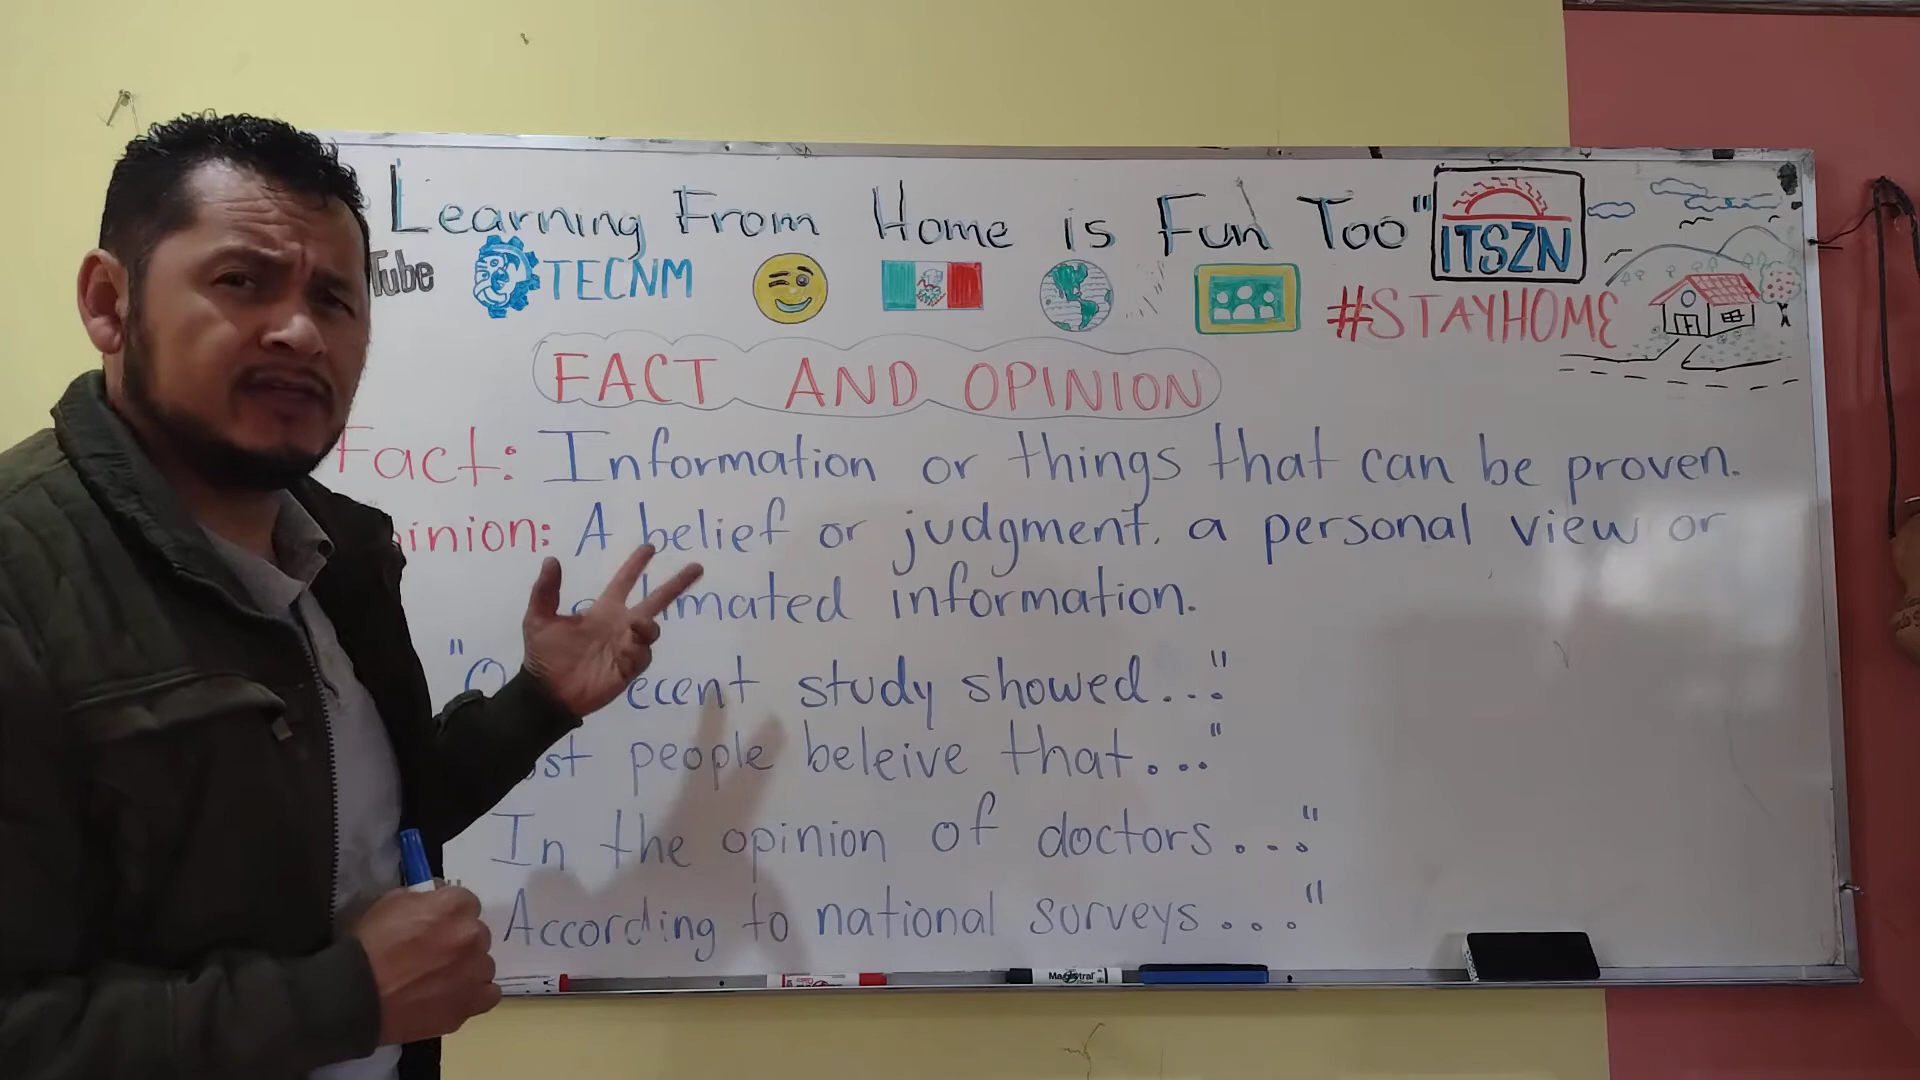 Learning From Home is Fun Too"
ITSZN
Tube TECNM
#STAYHOME
FACT AND OPINION
Fact: Information or things that can be proven.
inion: A belief or judgment, a personal view or
mated information.
" ecent study showed..."
st people beleive that..."
In the opinion of doctors..."
" According to national surveys..."
Magistral